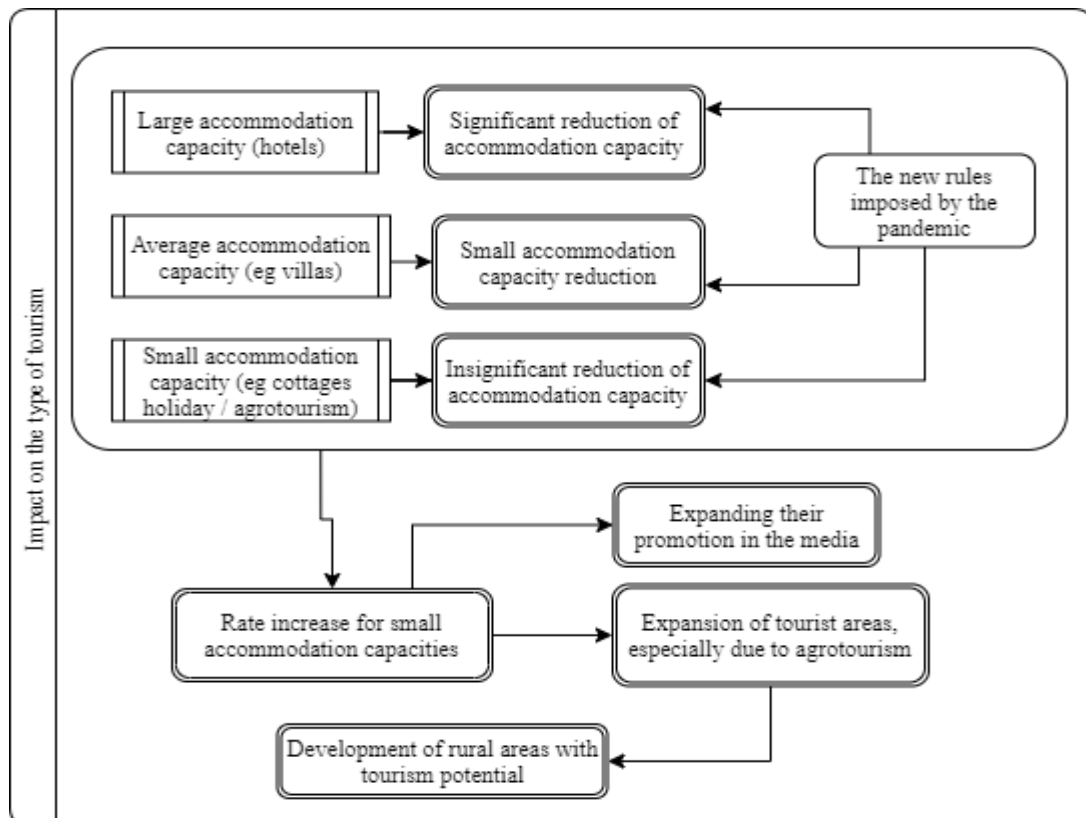 Impact on the type of tourism
Large accommodation
capacity (hotels)
Significant reduction of
accommodation capacity
The new rules
imposed by the
pandemic
Average accommodation
capacity (eg villas)
Small accommodation
capacity reduction
Small accommodation
capacity (eg cottages
holiday / agrotourism)
Insignificant reduction of
accommodation capacity
Expanding their
promotion in the media
Rate increase for small
accommodation capacities
Expansion of tourist areas,
especially due to agrotourism
Development of rural areas with
tourism potential